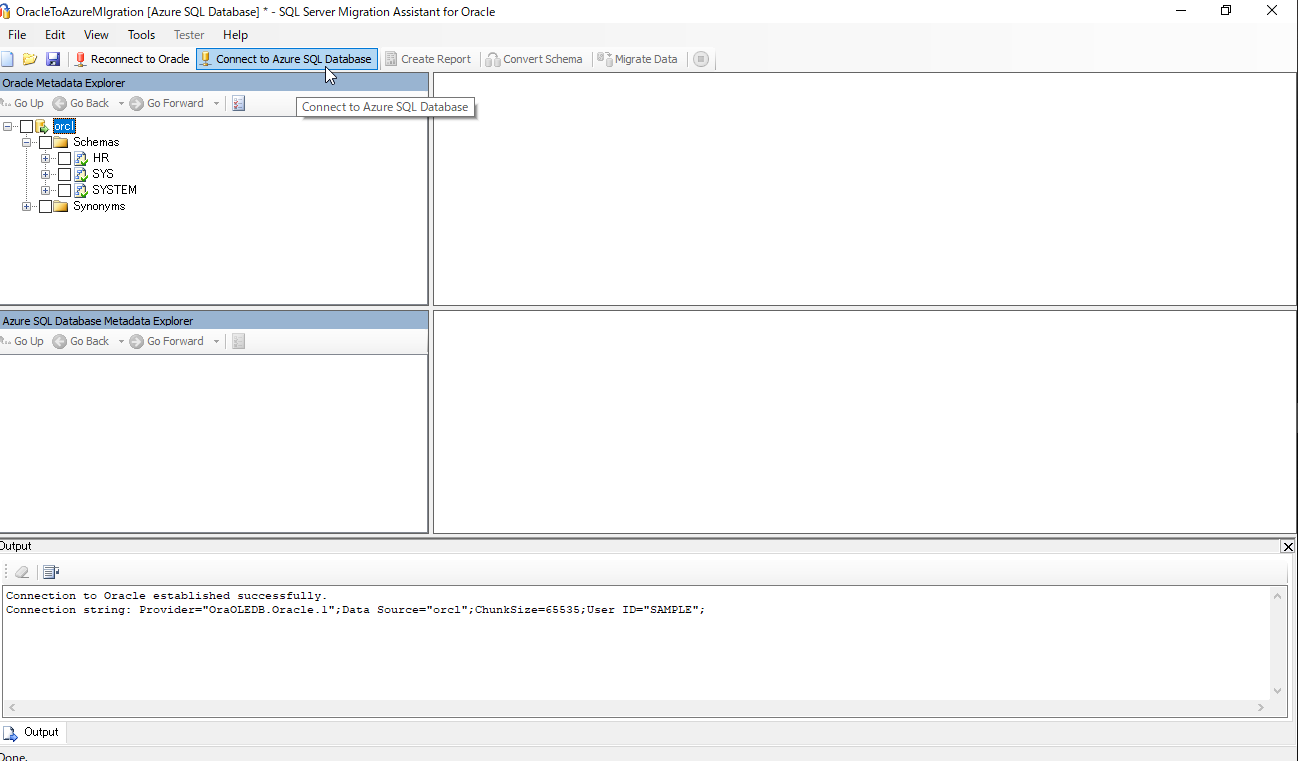 OracleToAzureMIgration [Azure SQL Database] * - SQL Server Migration Assistant for Oracle
File Edit View Tools Tester Help
Reconnect to Oracle Connect to Azure SQL Database Create Report Convert Schema Migrate Data
Oracle Metadata Explorer
Go Up Go Back Go Forward
Connect to Azure SQL Database
orcl
Schemas
HR
SYS
SYSTEM
Synonyms
Azure SQL Database Metadata Explorer
Go Up Go Back Go Forward
Output
Connection to Oracle established successfully.
Connection string: Provider="OraOLEDB.Oracle.1";Data Source="orcl";ChunkSize=65535;User ID="SAMPLE";
Output
Done.